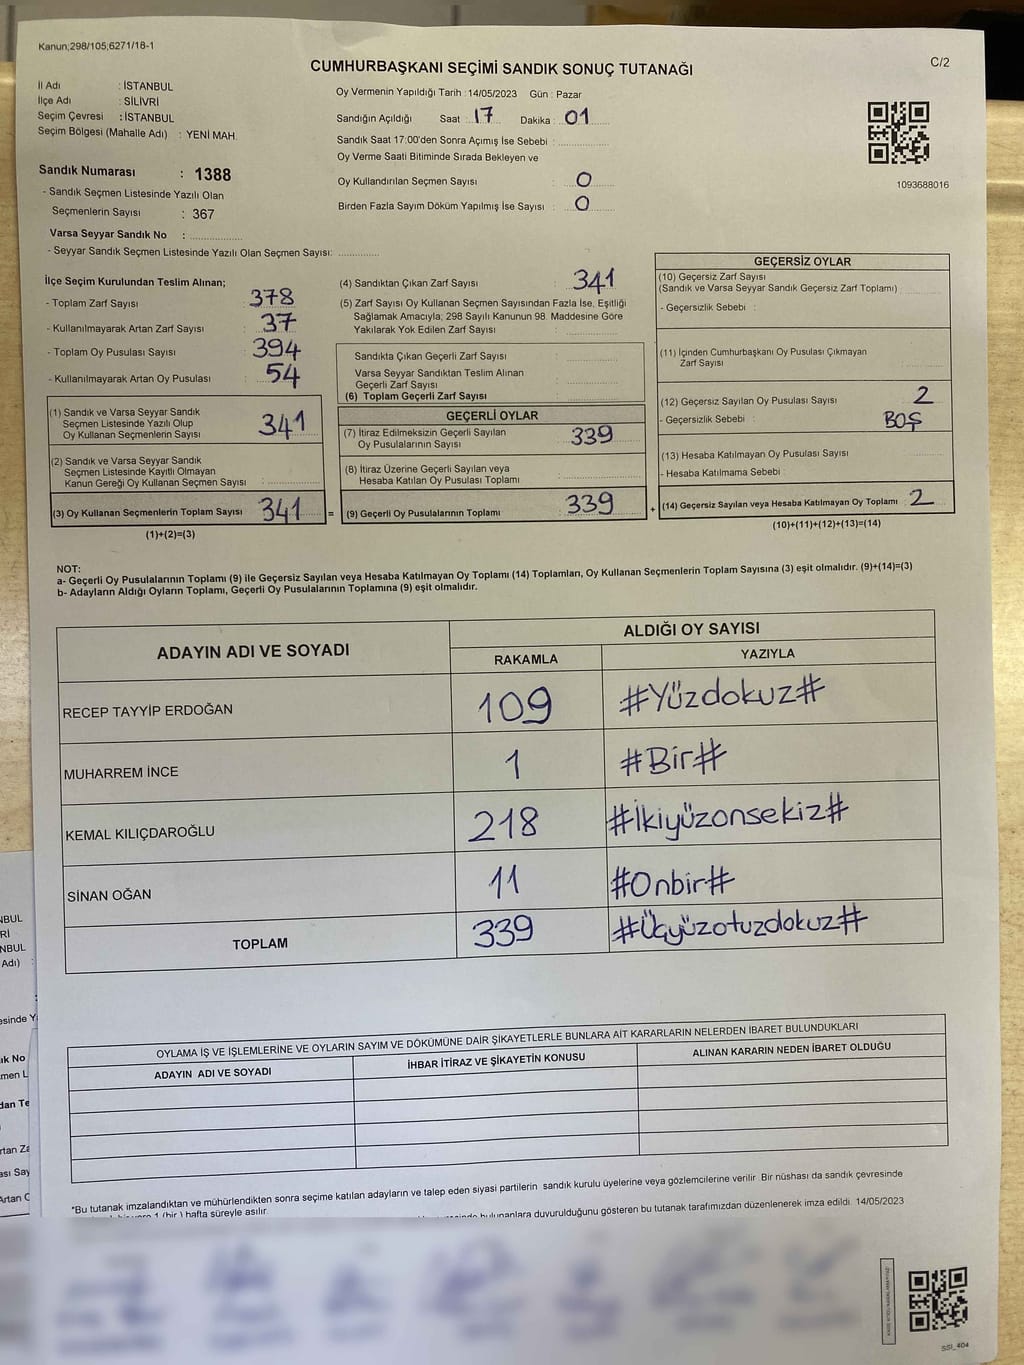 Kanun;298/105;6271/18-1
C/2
CUMHURBAŞKANI SEÇİMİ SANDIK SONUÇ TUTANAĞI
İl Adı : İSTANBUL
İlçe Adı : SİLİVRİ
Seçim Çevresi : İSTANBUL
Seçim Bölgesi (Mahalle Adı) : YENİ MAH.
Sandık Numarası : 1388
- Sandık Seçmen Listesinde Yazılı Olan
Seçmenlerin Sayısı : 367
Varsa Seyyar Sandık No : ..................
- Seyyar Sandık Seçmen Listesinde Yazılı Olan Seçmen Sayısı: ..............
Oy Vermenin Yapıldığı Tarih : 14/05/2023 Gün : Pazar
Sandığın Açıldığı Saat : 17 Dakika : 01
Sandık Saat 17:00'den Sonra Açımış İse Sebebi : ..................
Oy Verme Saati Bitiminde Sırada Bekleyen ve
Oy Kullandırılan Seçmen Sayısı : 0
Birden Fazla Sayım Döküm Yapılmış İse Sayısı : 0
1093688016
İlçe Seçim Kurulundan Teslim Alınan;
- Toplam Zarf Sayısı : 378
- Kullanılmayarak Artan Zarf Sayısı : 37
- Toplam Oy Pusulası Sayısı : 394
- Kullanılmayarak Artan Oy Pusulası : 54
(1) Sandık ve Varsa Seyyar Sandık
Seçmen Listesinde Yazılı Olup
Oy Kullanan Seçmenlerin Sayısı : 341
(2) Sandık ve Varsa Seyyar Sandık
Seçmen Listesinde Kayıtlı Olmayan
Kanun Gereği Oy Kullanan Seçmen Sayısı : ..............
(3) Oy Kullanan Seçmenlerin Toplam Sayısı 341 =
(1)+(2)=(3)
(4) Sandıktan Çıkan Zarf Sayısı : 341
(5) Zarf Sayısı Oy Kullanan Seçmen Sayısından Fazla İse, Eşitliği
Sağlamak Amacıyla; 298 Sayılı Kanunun 98. Maddesine Göre
Yakılarak Yok Edilen Zarf Sayısı : ..............
Sandıkta Çıkan Geçerli Zarf Sayısı : ..............
Varsa Seyyar Sandıktan Teslim Alınan
Geçerli Zarf Sayısı : ..............
(6) Toplam Geçerli Zarf Sayısı : ..............
GEÇERLİ OYLAR
(7) İtiraz Edilmeksizin Geçerli Sayılan
Oy Pusulalarının Sayısı : 339
(8) İtiraz Üzerine Geçerli Sayılan veya
Hesaba Katılan Oy Pusulası Toplamı : ..............
(9) Geçerli Oy Pusulalarının Toplamı : 339 +
GEÇERSİZ OYLAR
(10) Geçersiz Zarf Sayısı
(Sandık ve Varsa Seyyar Sandık Geçersiz Zarf Toplamı)
- Geçersizlik Sebebi :
(11) İçinden Cumhurbaşkanı Oy Pusulası Çıkmayan
Zarf Sayısı
(12) Geçersiz Sayılan Oy Pusulası Sayısı 2
- Geçersizlik Sebebi : BOŞ
(13) Hesaba Katılmayan Oy Pusulası Sayısı
- Hesaba Katılmama Sebebi :
(14) Geçersiz Sayılan veya Hesaba Katılmayan Oy Toplamı 2
(10)+(11)+(12)+(13)=(14)
NOT:
a- Geçerli Oy Pusulalarının Toplamı (9) ile Geçersiz Sayılan veya Hesaba Katılmayan Oy Toplamı (14) Toplamları, Oy Kullanan Seçmenlerin Toplam Sayısına (3) eşit olmalıdır. (9)+(14)=(3)
b- Adayların Aldığı Oyların Toplamı, Geçerli Oy Pusulalarının Toplamına (9) eşit olmalıdır.
ADAYIN ADI VE SOYADI
ALDIĞI OY SAYISI
RAKAMLA YAZIYLA
RECEP TAYYİP ERDOĞAN 109 #Yüzdokuz#
MUHARREM İNCE 1 #Bir#
KEMAL KILIÇDAROĞLU 218 #İkiyüzonsekiz#
SİNAN OĞAN 11 #Onbir#
TOPLAM 339 #Üçyüzotuzdokuz#
OYLAMA İŞ VE İŞLEMLERİNE VE OYLARIN SAYIM VE DÖKÜMÜNE DAİR ŞİKAYETLERLE BUNLARA AİT KARARLARIN NELERDEN İBARET BULUNDUKLARI
ADAYIN ADI VE SOYADI İHBAR İTİRAZ VE ŞİKAYETİN KONUSU ALINAN KARARIN NEDEN İBARET OLDUĞU
*Bu tutanak imzalandıktan ve mühürlendikten sonra seçime katılan adayların ve talep eden siyasi partilerin sandık kurulu üyelerine veya gözlemcilerine verilir. Bir nüshası da sandık çevresinde
1 (bir ) hafta süreyle asılır.
bulunanlara duyurulduğunu gösteren bu tutanak tarafımızdan düzenlenerek imza edildi. 14/05/2023
SSI_404